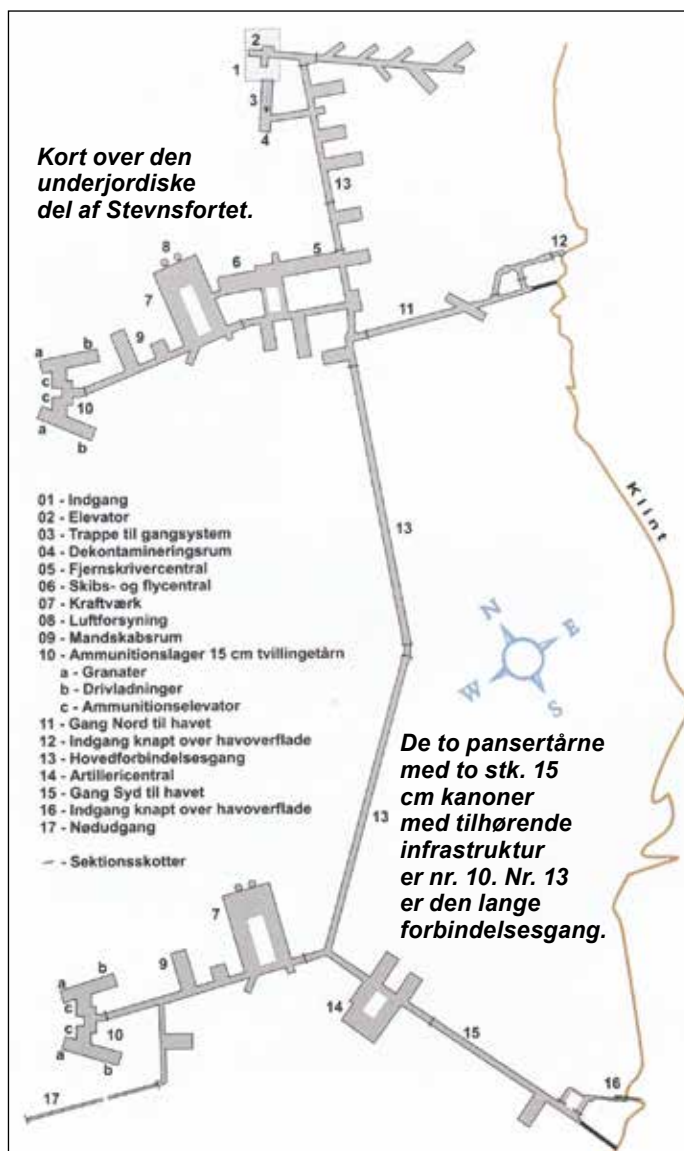 2
1
3
4
Kort over den
underjordiske
del af Stevnsfortet.
13
8
5
6
12
7
11
9
a
b
c
c
10
a
b
01 - Indgang
02 - Elevator
03 - Trappe til gangsystem
04 - Dekontamineringsrum
05 - Fjernskrivercentral
06 - Skibs- og flycentral
07 - Kraftværk
08 - Luftforsyning
09 - Mandskabsrum
10 - Ammunitionslager 15 cm tvillingetårn
a - Granater
b - Drivladninger
c - Ammunitionselevator
11 - Gang Nord til havet
12 - Indgang knapt over havoverflade
13 - Hovedforbindelsesgang
14 - Artillericentral
15 - Gang Syd til havet
16 - Indgang knapt over havoverflade
17 - Nødudgang
- Sektionsskotter
Klint
13
N
E
W
S
De to pansertårne
med to stk. 15
cm kanoner
med tilhørende
infrastruktur
er nr. 10. Nr. 13
er den lange
forbindelsesgang.
13
7
9
a
b
c
c
10
a
b
14
15
16
17